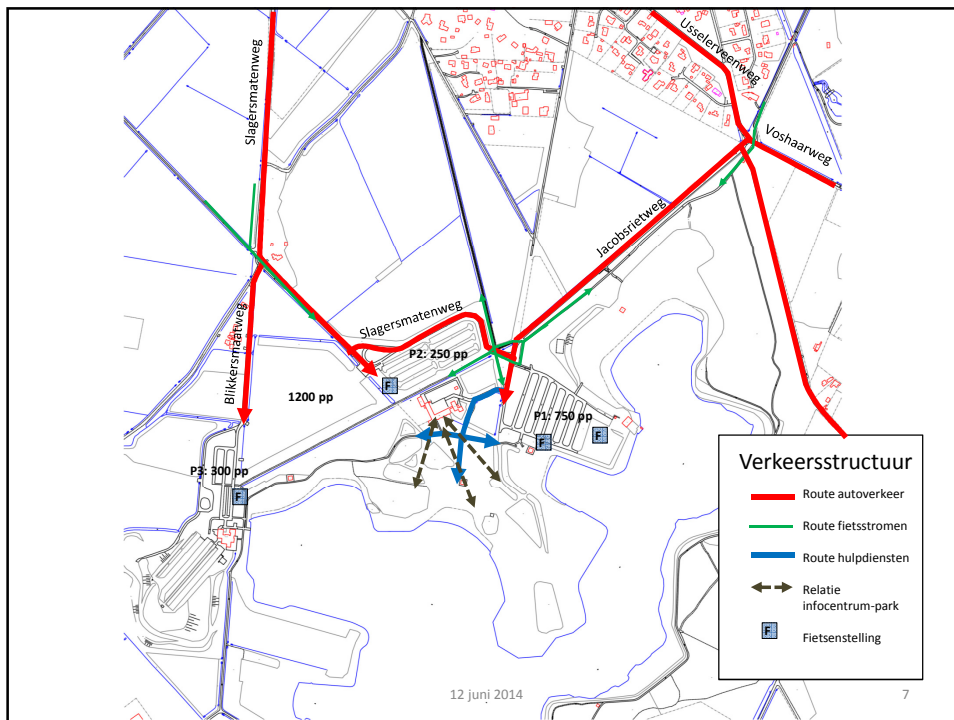 Usselerveenweg
Slagersmatenweg
Voshaarweg
Jacobsrietweg
Slagersmatenweg
Blikkersmaatweg
P2: 250 pp
F
1200 pp
P1: 750 pp
F
F
P3: 300 pp
F
Verkeersstructuur
Route autoverkeer
Route fietsstromen
Route hulpdiensten
Relatie
infocentrum-park
F
Fietsenstelling
12 juni 2014
7